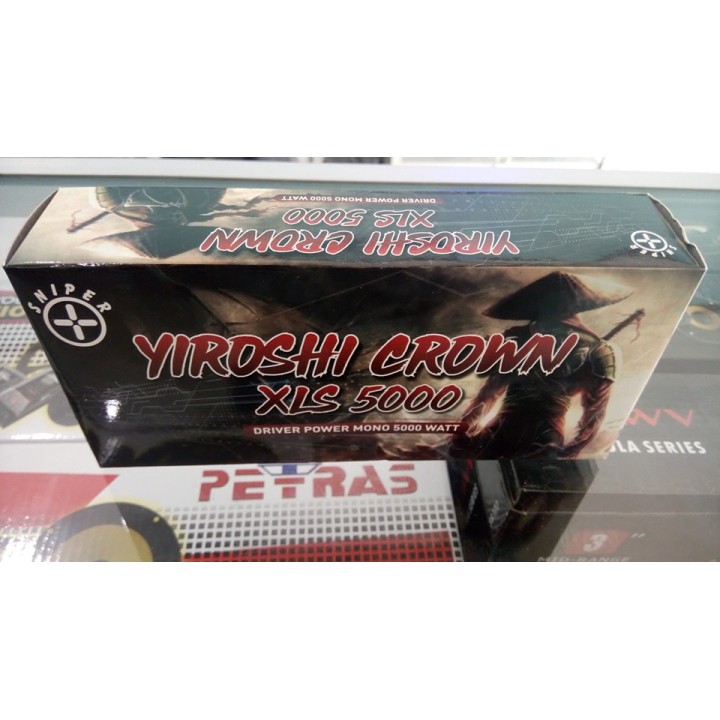 DRIVER POWER MONO 5000 WATT
XLS 5000
YIROSHI CROWN
SNIPER
SNIPER
YIROSHI CROWN
XLS 5000
DRIVER POWER MONO 5000 WATT
PETRAS
SERIES
3"
MID-RANGE